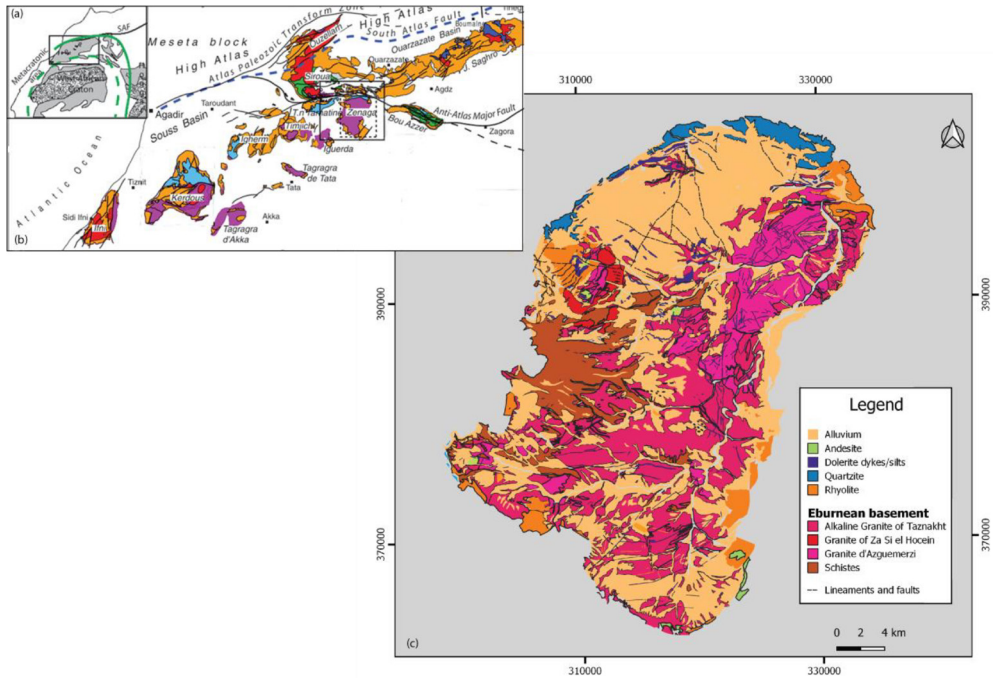 (a)
SAF
Metacratonic
area
West African
Craton
Meseta block
High Atlas
Atlas Paleozoic Transform Zone
High Atlas
South Atlas Fault
Ouzellarh
Ouarzazate Basin
Boumalne
J. Saghro
Ouarzazate
Siroua
Agdz
Anti-Atlas Major Fault
Bou Azzer
Zagora
Zenaga
Taroudant
Agadir
Souss Basin
Igherm
Iguerda
Tagragra
de Tata
Tata
Atlantic Ocean
Tiznit
Kerdous
Sidi Ifni
Ifni
Akka
Tagragra
d'Akka
(b)
310000
330000
390000
390000
370000
370000
Legend
Alluvium
Andesite
Dolerite dykes/silts
Quartzite
Rhyolite
Eburnean basement
Alkaline Granite of Taznakht
Granite of Za Si el Hocein
Granite d'Azguemerzi
Schistes
Lineaments and faults
(c)
0 2 4 km
310000
330000